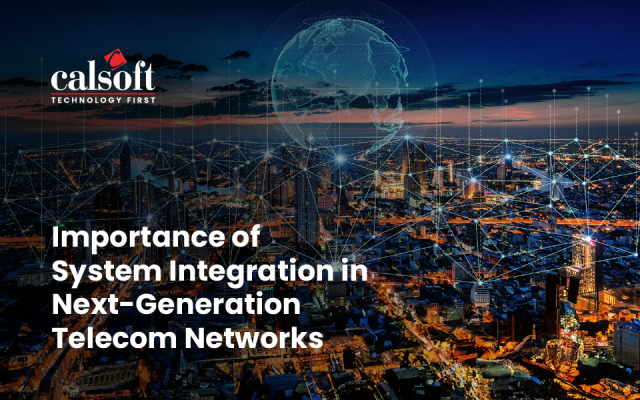 calsoft
TECHNOLOGY FIRST
Importance of
System Integration in
Next-Generation
Telecom Networks